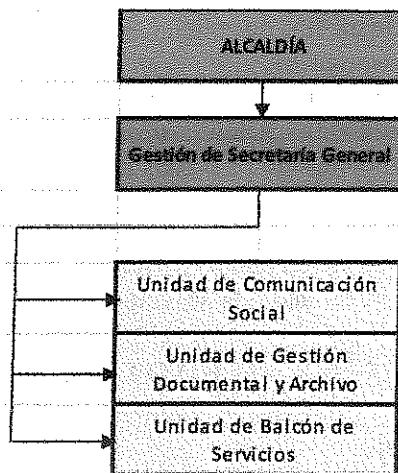 ALCALDÍA
Gestión de Secretaría General
Unidad de Comunicación
Social
Unidad de Gestión
Documental y Archivo
Unidad de Balcón de
Servicios